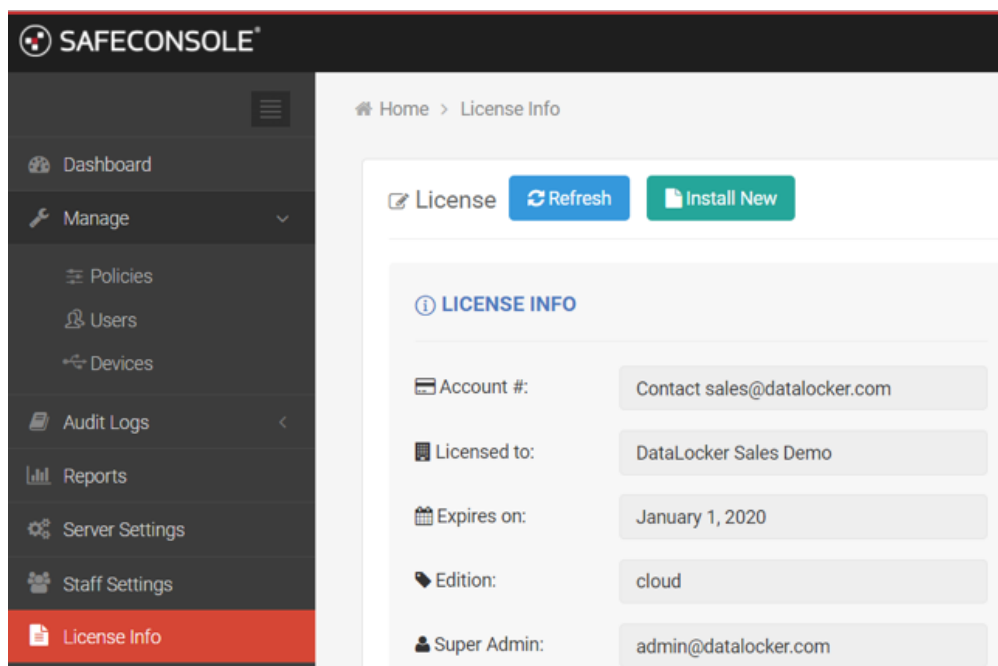 SAFECONSOLE®
Home > License Info
Dashboard
Manage
Policies
Users
Devices
Audit Logs
Reports
Server Settings
Staff Settings
License Info
License
Refresh
Install New
LICENSE INFO
Account #: Contact sales@datalocker.com
Licensed to: DataLocker Sales Demo
Expires on: January 1, 2020
Edition: cloud
Super Admin: admin@datalocker.com